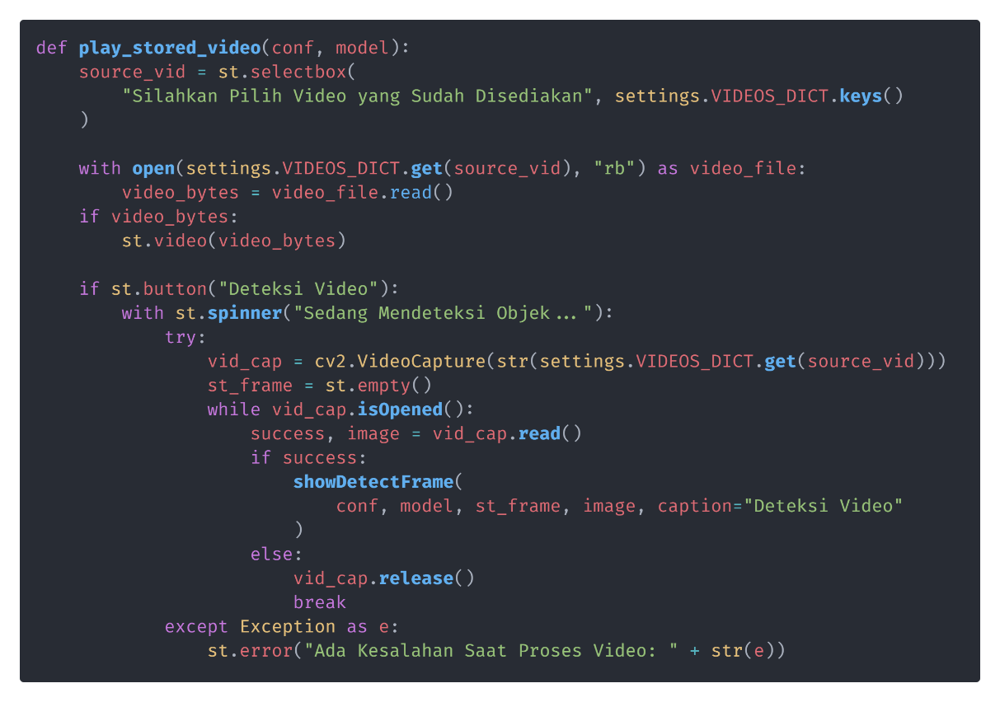 def play_stored_video(conf, model):
    source_vid = st.selectbox(
        "Silahkan Pilih Video yang Sudah Disediakan", settings.VIDEOS_DICT.keys()
    )

    with open(settings.VIDEOS_DICT.get(source_vid), "rb") as video_file:
        video_bytes = video_file.read()
    if video_bytes:
        st.video(video_bytes)

    if st.button("Deteksi Video"):
        with st.spinner("Sedang Mendeteksi Objek..."):
            try:
                vid_cap = cv2.VideoCapture(str(settings.VIDEOS_DICT.get(source_vid)))
                st_frame = st.empty()
                while vid_cap.isOpened():
                    success, image = vid_cap.read()
                    if success:
                        showDetectFrame(
                            conf, model, st_frame, image, caption="Deteksi Video"
                        )
                    else:
                        vid_cap.release()
                        break
            except Exception as e:
                st.error("Ada Kesalahan Saat Proses Video: " + str(e))